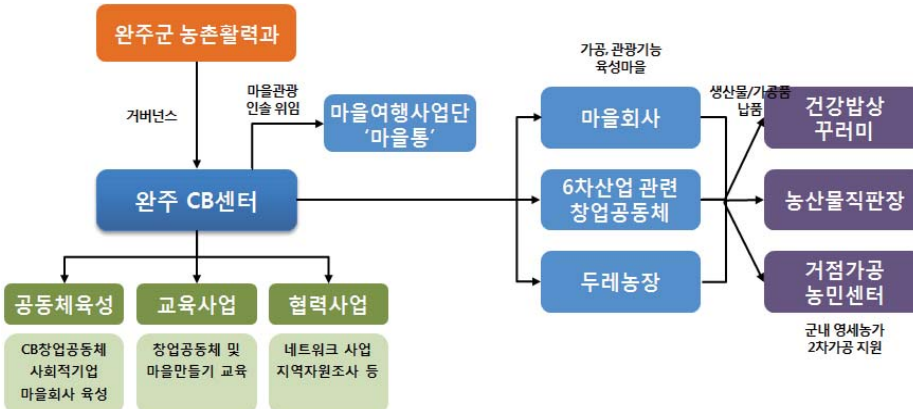 완주군 농촌활력과
거버넌스
마을관광
인솔 위임
마을여행사업단
‘마을통’
완주 CB센터
가공, 관광기능
육성마을
마을회사
6차산업 관련
창업공동체
두레농장
생산물/가공품
납품
건강밥상
꾸러미
농산물직판장
거점가공
농민센터
군내 영세농가
2차가공 지원
공동체육성
CB창업공동체
사회적기업
마을회사 육성
교육사업
창업공동체 및
마을만들기 교육
협력사업
네트워크 사업
지역자원조사 등